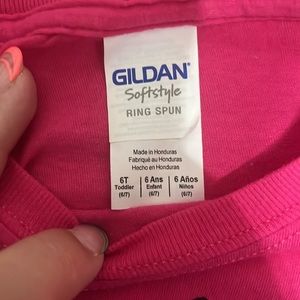 GILDAN
Softstyle
RING SPUN
Made in Honduras
Fabriqué au Honduras
Hecho en Honduras
6T 6 Ans 6 Años
Toddler Enfant Niños
(6/7) (6/7) (6/7)